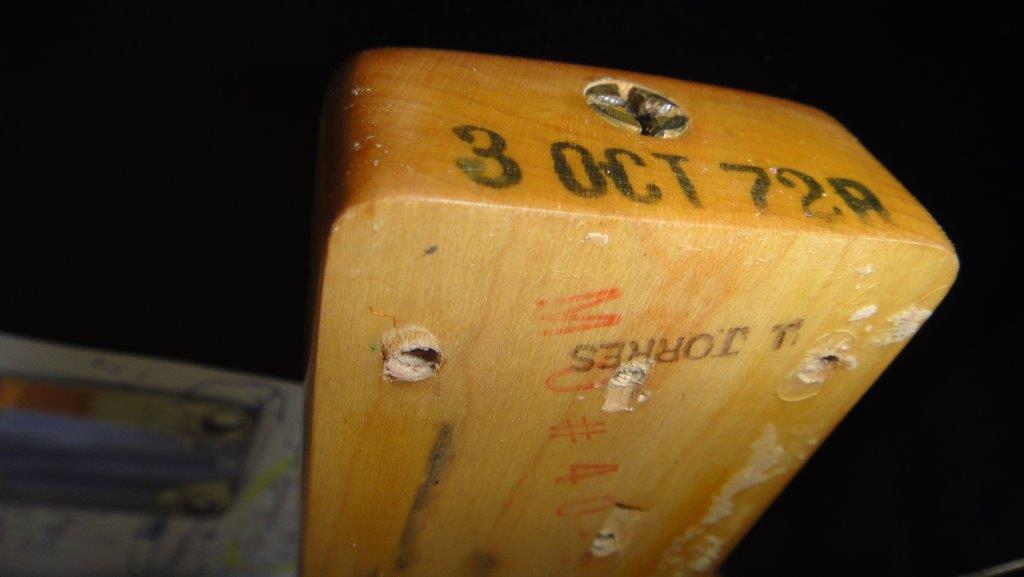 3 OCT 72B
J. TORRES
M O # 40